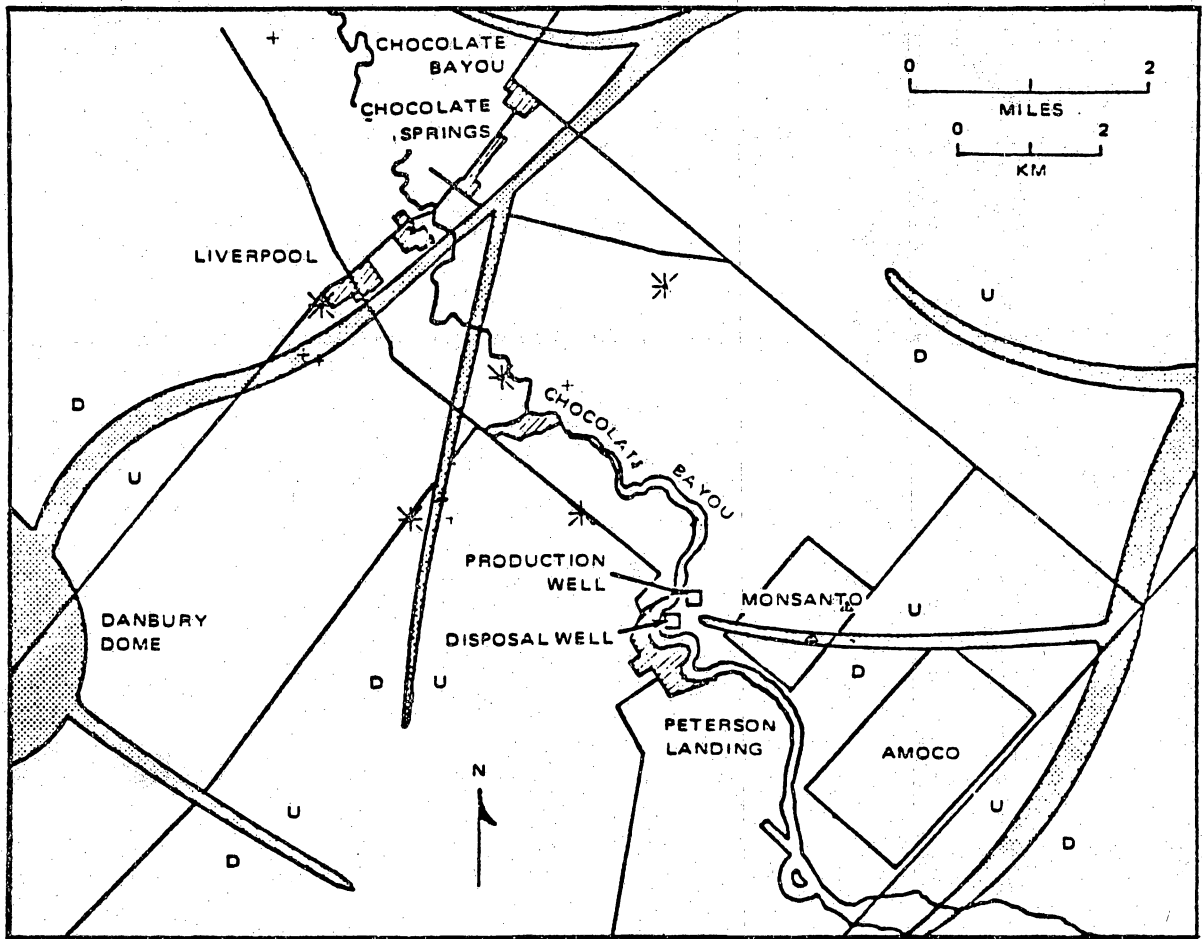 CHOCOLATE
BAYOU
CHOCOLATE
SPRINGS
0 2
MILES
0 2
KM
LIVERPOOL
U
D
D
U
CHOCOLATE BAYOU
PRODUCTION
WELL
MONSANTO
U
DISPOSAL WELL
DANBURY
DOME
D U
D
PETERSON
LANDING
AMOCO
N
U
D
U
D